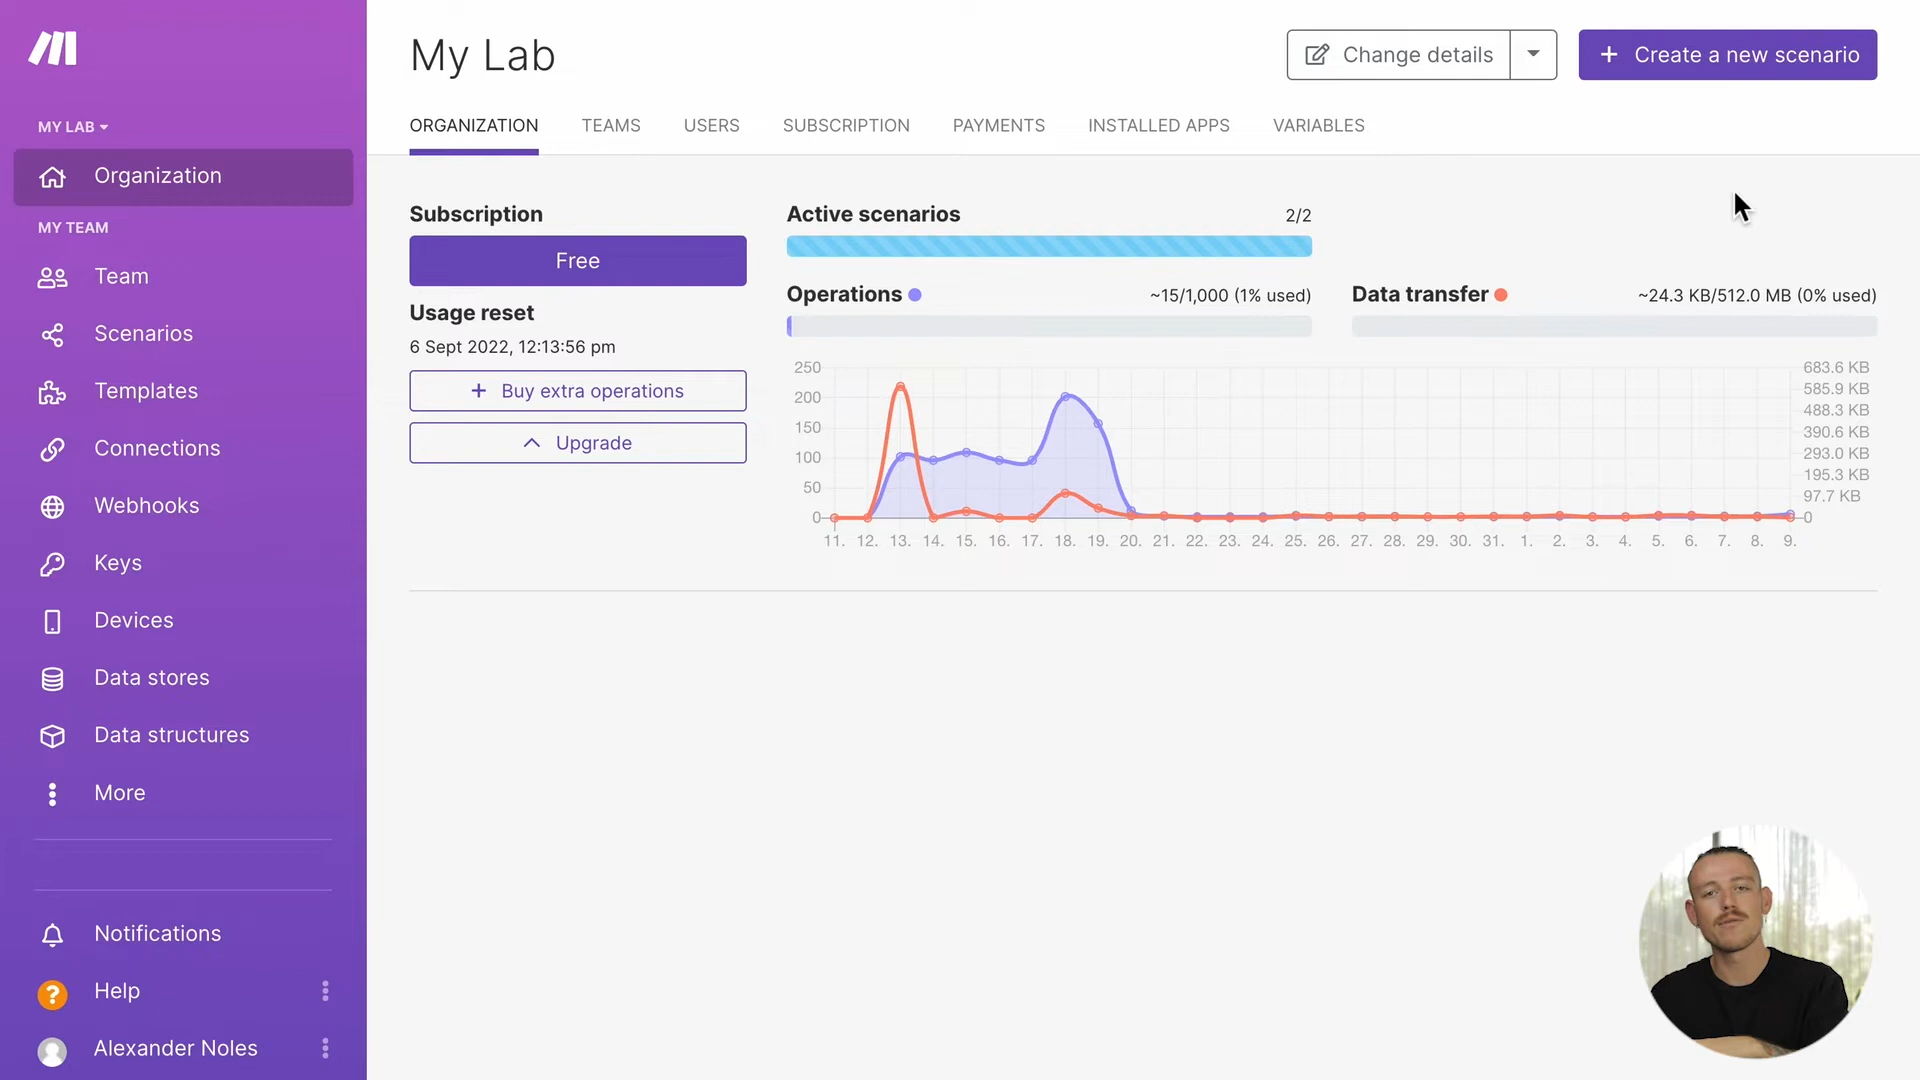 MY LAB
Organization
MY TEAM
Team
Scenarios
Templates
Connections
Webhooks
Keys
Devices
Data stores
Data structures
More
Notifications
? Help
Alexander Noles
My Lab
Change details
+ Create a new scenario
ORGANIZATION TEAMS USERS SUBSCRIPTION PAYMENTS INSTALLED APPS VARIABLES
Subscription
Free
Usage reset
6 Sept 2022, 12:13:56 pm
+ Buy extra operations
Upgrade
Active scenarios 2/2
Operations ~15/1,000 (1% used)
Data transfer ~24.3 KB/512.0 MB (0% used)
250
200
150
100
50
0
683.6 KB
585.9 KB
488.3 KB
390.6 KB
293.0 KB
195.3 KB
97.7 KB
0
11. 12. 13. 14. 15. 16. 17. 18. 19. 20. 21. 22. 23. 24. 25. 26. 27. 28. 29. 30. 31. 1. 2. 3. 4. 5. 6. 7. 8. 9.